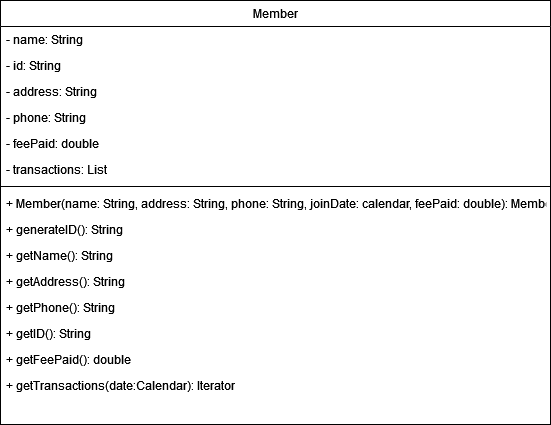 Member
- name: String
- id: String
- address: String
- phone: String
- feePaid: double
- transactions: List
+ Member(name: String, address: String, phone: String, joinDate: calendar, feePaid: double): Memb
+ generateID(): String
+ getName(): String
+ getAddress(): String
+ getPhone(): String
+ getID(): String
+ getFeePaid(): double
+ getTransactions(date:Calendar): Iterator